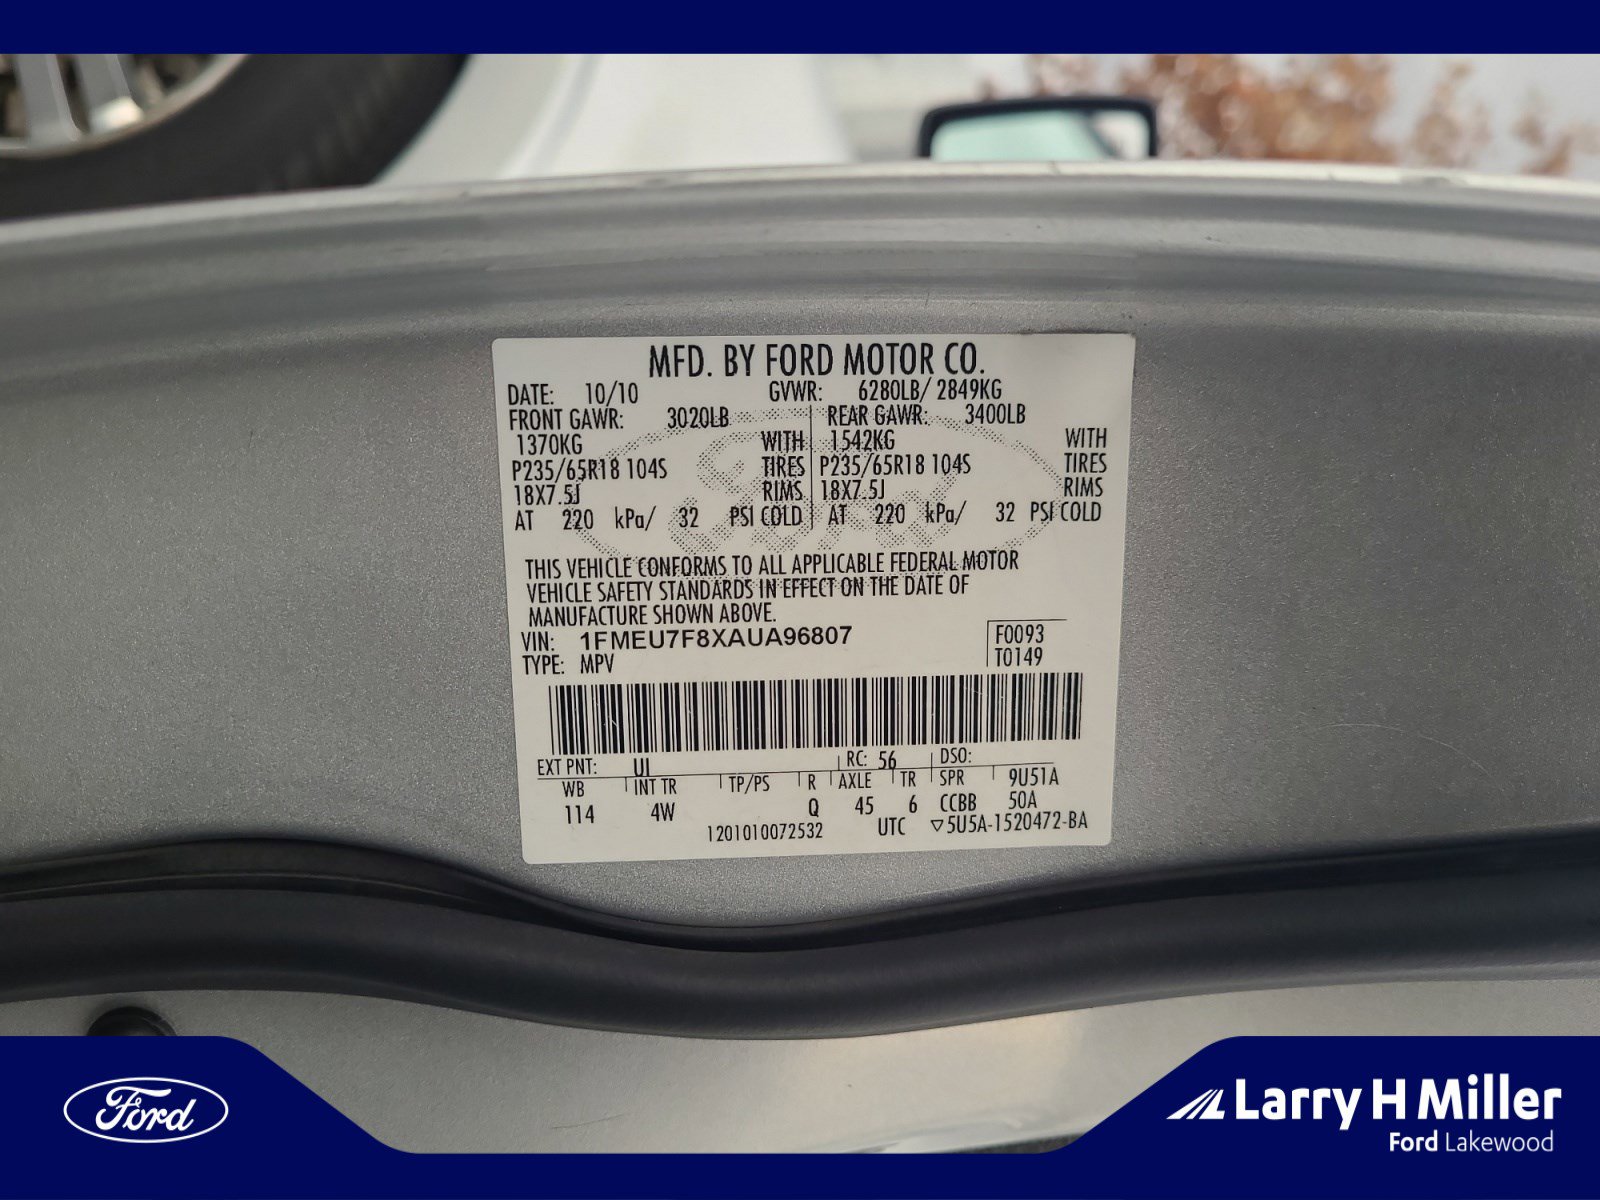 MFD. BY FORD MOTOR CO.
DATE: 10/10 GVWR: 6280LB/ 2849KG
FRONT GAWR: 3020LB REAR GAWR: 3400LB
1370KG WITH 1542KG WITH
P235/65R18 104S TIRES P235/65R18 104S TIRES
18X7.5J RIMS 18X7.5J RIMS
AT 220 kPa/ 32 PSI COLD AT 220 kPa/ 32 PSI COLD
Ford
THIS VEHICLE CONFORMS TO ALL APPLICABLE FEDERAL MOTOR
VEHICLE SAFETY STANDARDS IN EFFECT ON THE DATE OF
MANUFACTURE SHOWN ABOVE.
VIN: 1FMEU7F8XAUA96807 F0093
TYPE: MPV T0149
EXT PNT: UI RC: 56 DSO:
WB INT TR TP/PS R AXLE TR SPR 9U51A
114 4W Q 45 6 CCBB 50A
1201010072532 UTC ▽5U5A-1520472-BA
Ford
Larry H Miller
Ford Lakewood